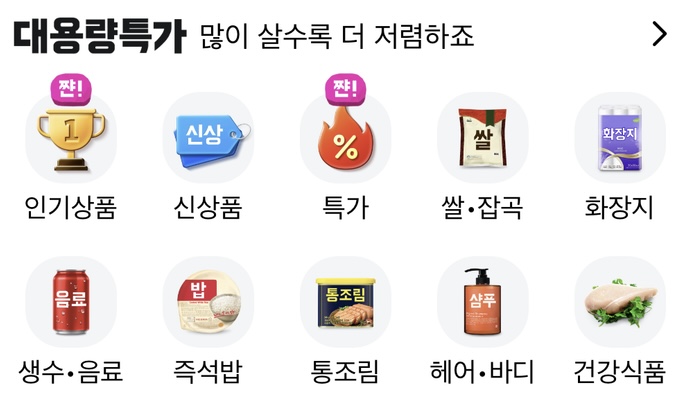 대용량특가 많이 살수록 더 저렴하죠
쨘!
쨘!
1
신상
%
쌀
화장지
인기상품
신상품
특가
쌀•잡곡
화장지
음료
밥
통조림
샴푸
생수•음료
즉석밥
통조림
헤어•바디
건강식품